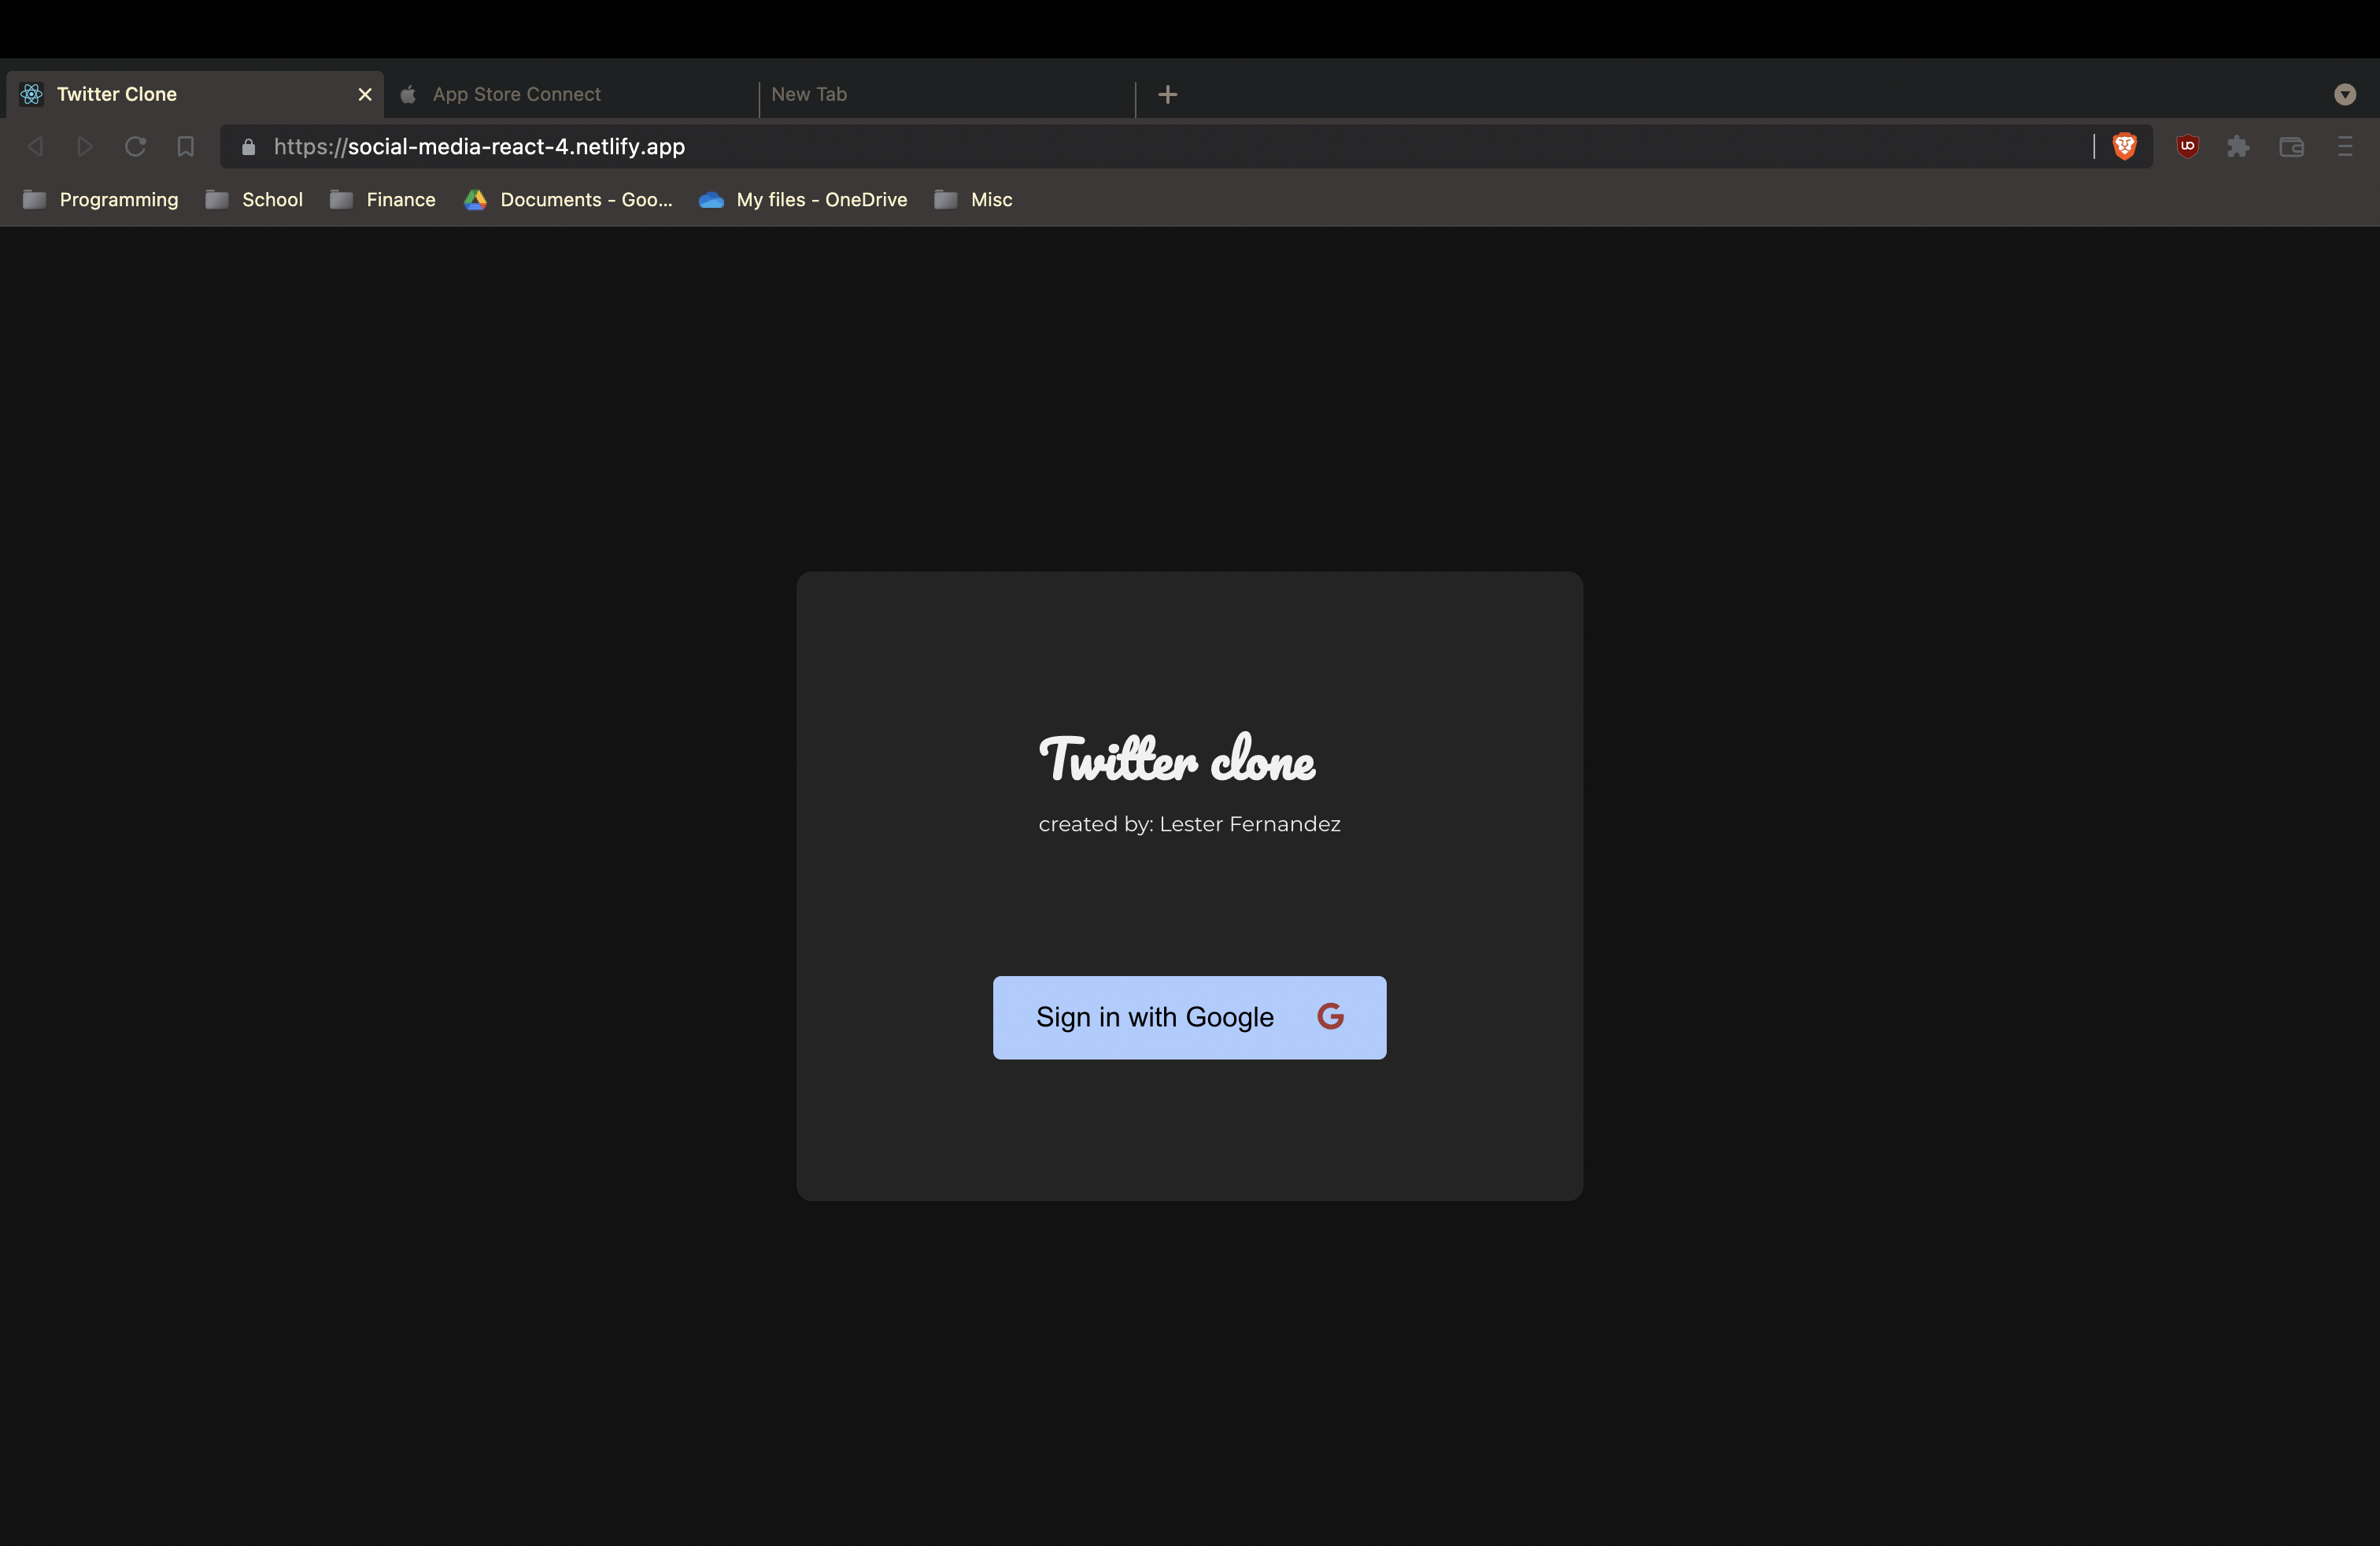 Twitter Clone
App Store Connect
New Tab
https://social-media-react-4.netlify.app
Programming
School
Finance
Documents - Goo...
My files - OneDrive
Misc
Twitter clone
created by: Lester Fernandez
Sign in with Google